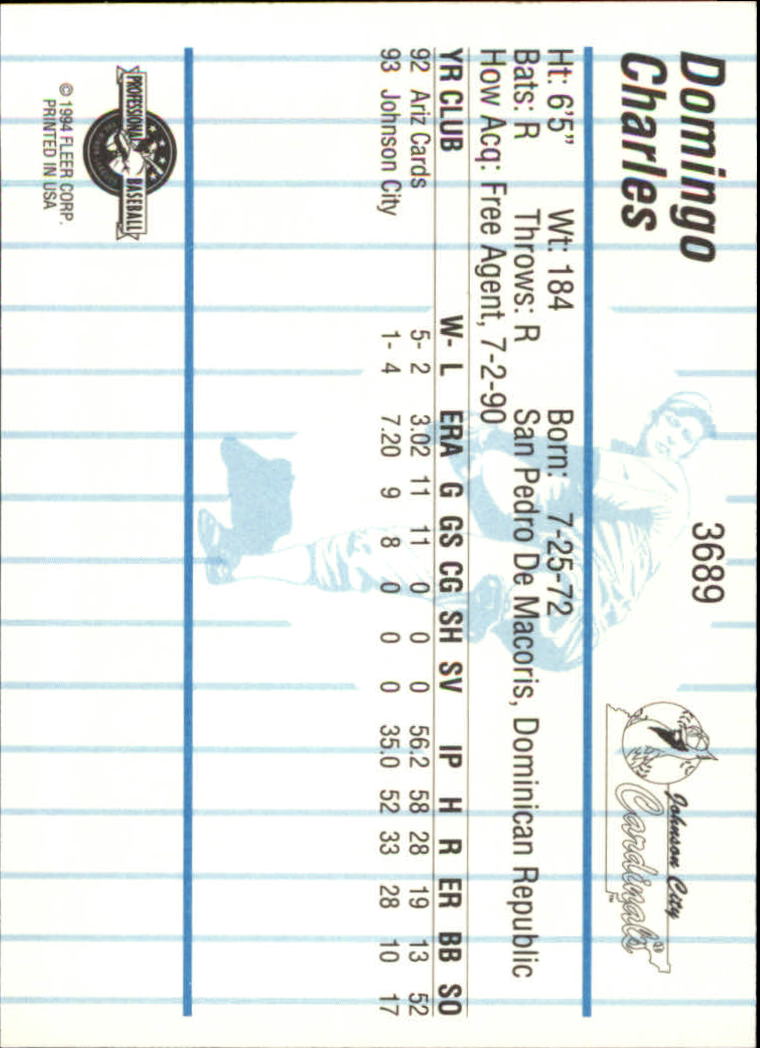 Domingo
Charles
3689
Johnson City
Cardinals®
™
Ht: 6'5" Wt: 184 Born: 7-25-72
Bats: R Throws: R San Pedro De Macoris, Dominican Republic
How Acq: Free Agent, 7-2-90
YR CLUB W- L ERA G GS CG SH SV IP H R ER BB SO
92 Ariz Cards 5- 2 3.02 11 11 0 0 0 56.2 58 28 19 13 52
93 Johnson City 1- 4 7.20 9 8 0 0 0 35.0 52 33 28 10 17
PROFESSIONAL BASEBALL
© 1994 FLEER CORP.
PRINTED IN USA